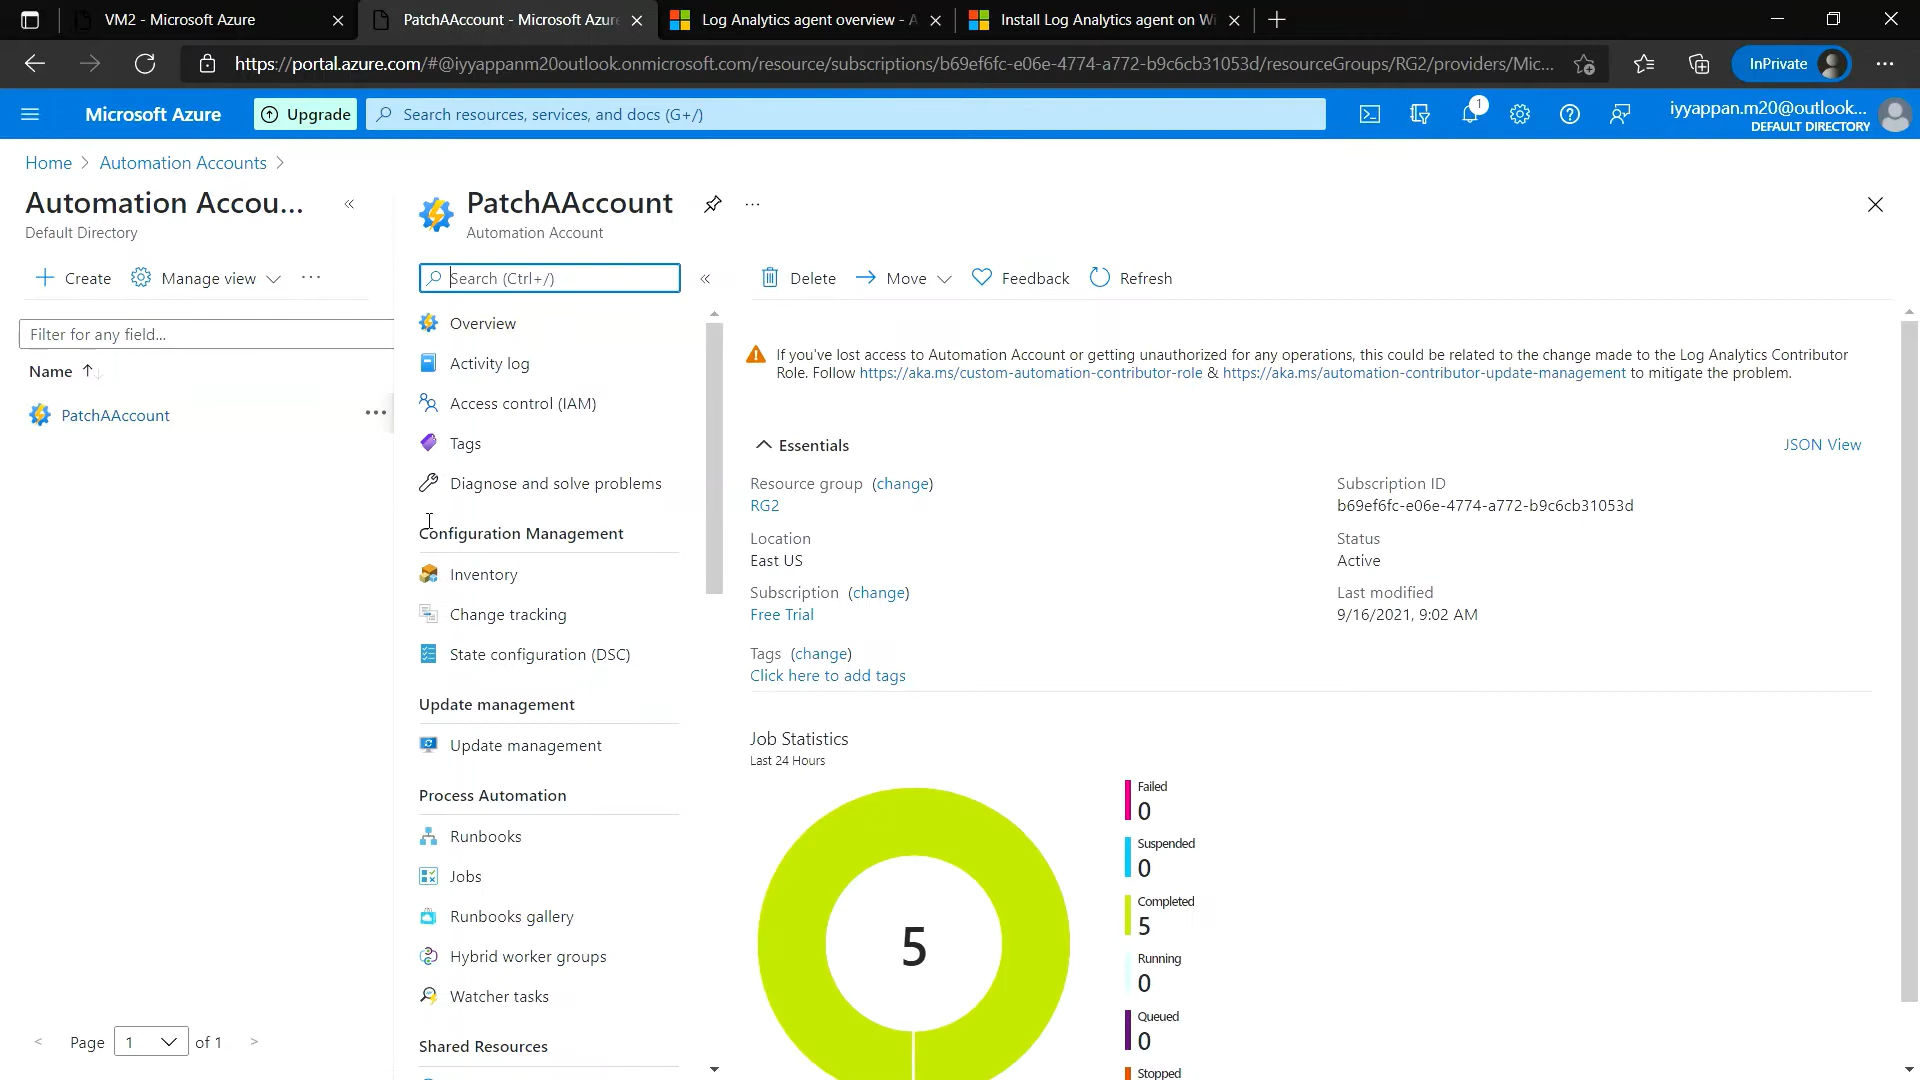 VM2 - Microsoft Azure
PatchAAccount - Microsoft Azur
Log Analytics agent overview - A
Install Log Analytics agent on Wi
https://portal.azure.com/#@iyyappanm20outlook.onmicrosoft.com/resource/subscriptions/b69ef6fc-e06e-4774-a772-b9c6cb31053d/resourceGroups/RG2/providers/Mic...
InPrivate
Microsoft Azure
Upgrade
Search resources, services, and docs (G+/)
1
iyyappan.m20@outlook...
DEFAULT DIRECTORY
Home > Automation Accounts >
Automation Accou...
Default Directory
PatchAAccount
Automation Account
Create
Manage view
Search (Ctrl+/)
Delete
Move
Feedback
Refresh
Filter for any field...
Name
PatchAAccount
Page 1 of 1
Overview
Activity log
Access control (IAM)
Tags
Diagnose and solve problems
Configuration Management
Inventory
Change tracking
State configuration (DSC)
Update management
Update management
Process Automation
Runbooks
Jobs
Runbooks gallery
Hybrid worker groups
Watcher tasks
Shared Resources
If you've lost access to Automation Account or getting unauthorized for any operations, this could be related to the change made to the Log Analytics Contributor
Role. Follow https://aka.ms/custom-automation-contributor-role & https://aka.ms/automation-contributor-update-management to mitigate the problem.
Essentials
JSON View
Resource group (change)
RG2
Location
East US
Subscription (change)
Free Trial
Tags (change)
Click here to add tags
Subscription ID
b69ef6fc-e06e-4774-a772-b9c6cb31053d
Status
Active
Last modified
9/16/2021, 9:02 AM
Job Statistics
Last 24 Hours
5
Failed
0
Suspended
0
Completed
5
Running
0
Queued
0
Stopped